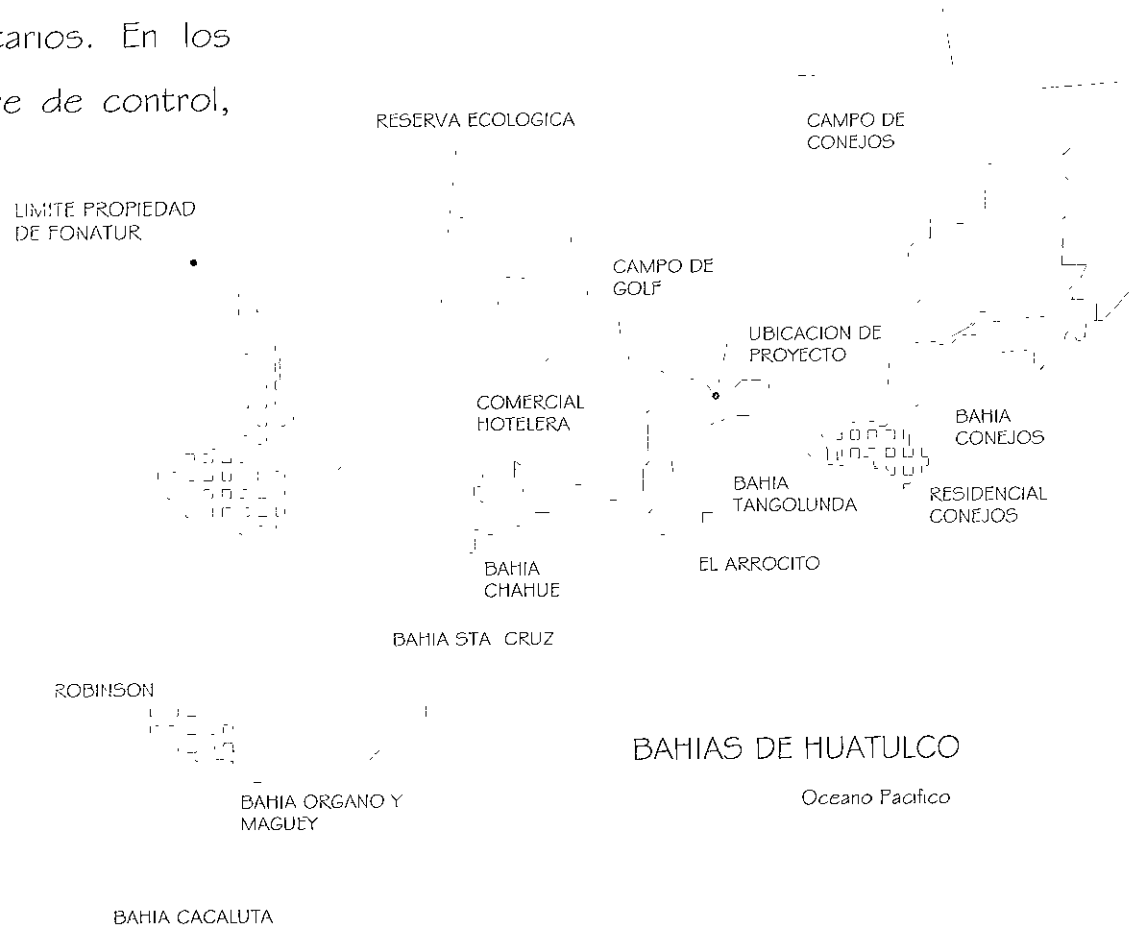 tarios. En los
e de control,
RESERVA ECOLOGICA
CAMPO DE
CONEJOS
LIMITE PROPIEDAD
DE FONATUR
CAMPO DE
GOLF
UBICACION DE
PROYECTO
COMERCIAL
HOTELERA
BAHIA
CONEJOS
BAHIA
TANGOLUNDA
RESIDENCIAL
CONEJOS
EL ARROCITO
BAHIA
CHAHUE
BAHIA STA CRUZ
ROBINSON
BAHIAS DE HUATULCO
Oceano Pacifico
BAHIA ORGANO Y
MAGUEY
BAHIA CACALUTA